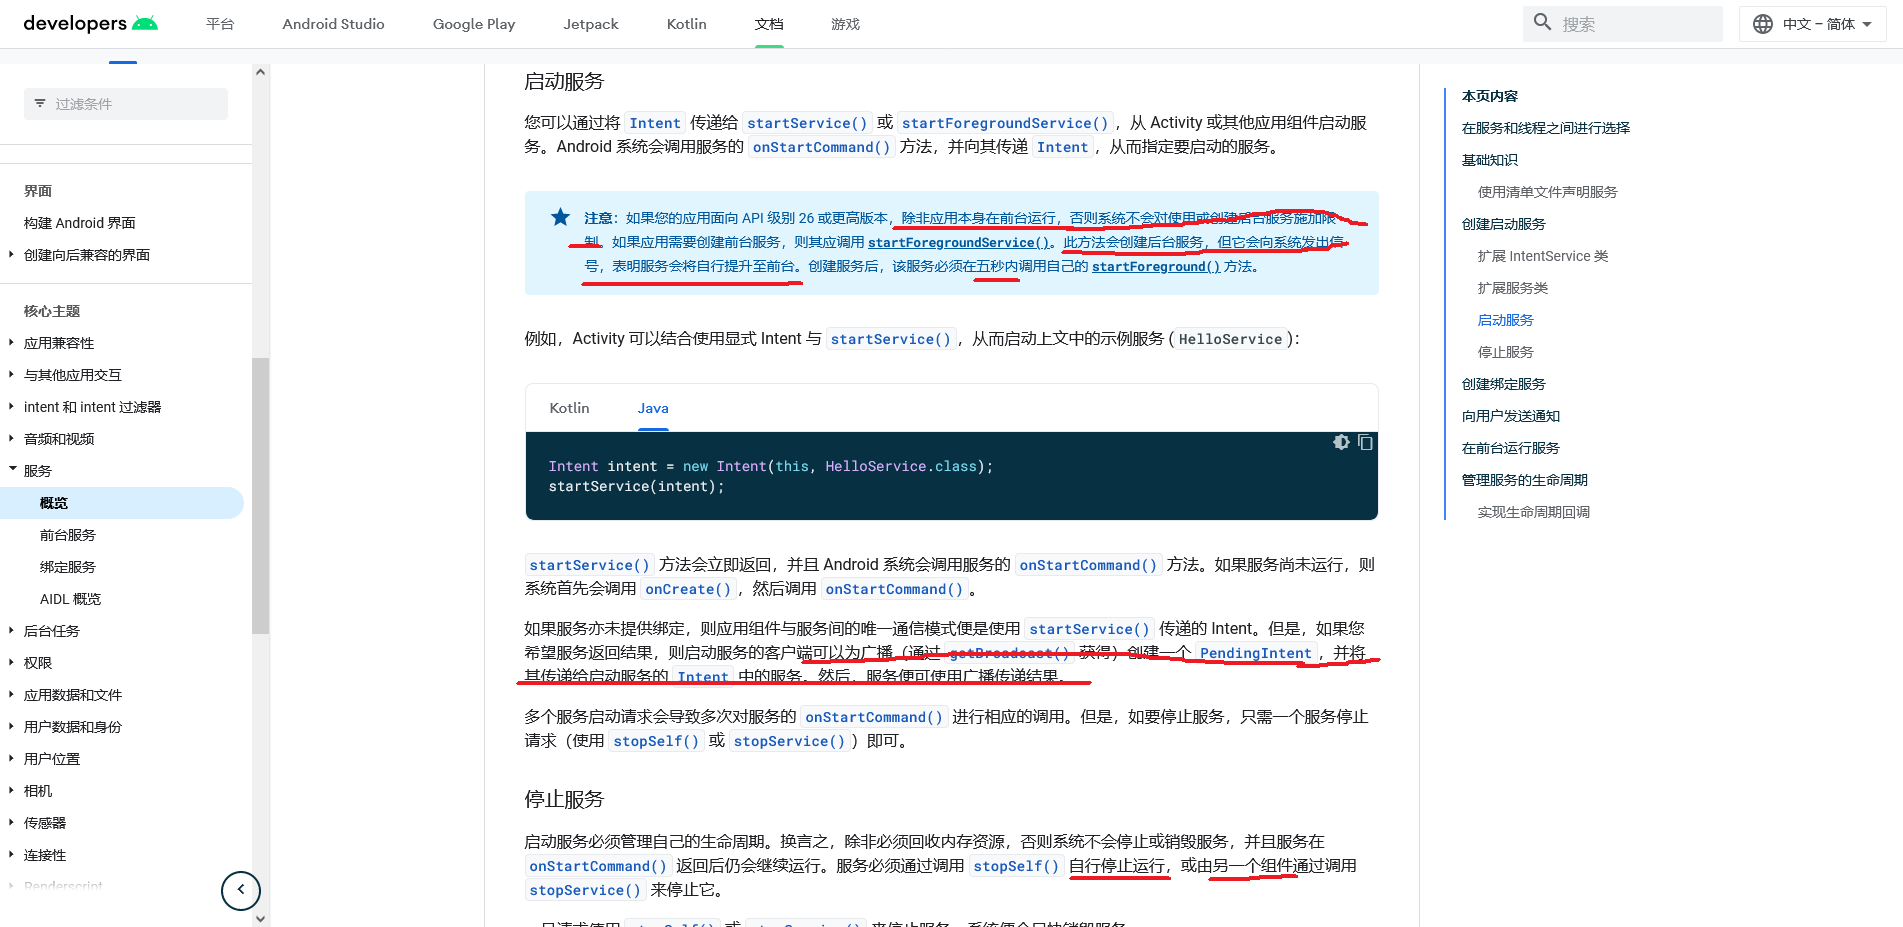 developers 平台 Android Studio Google Play Jetpack Kotlin 文档 游戏 搜索 中文 – 简体
过滤条件
界面
构建 Android 界面
创建向后兼容的界面
核心主题
应用兼容性
与其他应用交互
intent 和 intent 过滤器
音频和视频
服务
概览
前台服务
绑定服务
AIDL 概览
后台任务
权限
应用数据和文件
用户数据和身份
用户位置
相机
传感器
连接性
Renderscript
启动服务
您可以通过将 Intent 传递给 startService() 或 startForegroundService()，从 Activity 或其他应用组件启动服
务。Android 系统会调用服务的 onStartCommand() 方法，并向其传递 Intent，从而指定要启动的服务。
注意：如果您的应用面向 API 级别 26 或更高版本，除非应用本身在前台运行，否则系统不会对使用或创建后台服务施加限
制。如果应用需要创建前台服务，则其应调用 startForegroundService()。此方法会创建后台服务，但它会向系统发出信
号，表明服务会将自行提升至前台。创建服务后，该服务必须在五秒内调用自己的 startForeground() 方法。
例如，Activity 可以结合使用显式 Intent 与 startService()，从而启动上文中的示例服务 (HelloService)：
Kotlin Java
Intent intent = new Intent(this, HelloService.class);
startService(intent);
startService() 方法会立即返回，并且 Android 系统会调用服务的 onStartCommand() 方法。如果服务尚未运行，则
系统首先会调用 onCreate()，然后调用 onStartCommand()。
如果服务亦未提供绑定，则应用组件与服务间的唯一通信模式便是使用 startService() 传递的 Intent。但是，如果您
希望服务返回结果，则启动服务的客户端可以为广播（通过 getBroadcast() 获得）创建一个 PendingIntent，并将
其传递给启动服务的 Intent 中的服务。然后，服务便可使用广播传递结果。
多个服务启动请求会导致多次对服务的 onStartCommand() 进行相应的调用。但是，如要停止服务，只需一个服务停止
请求（使用 stopSelf() 或 stopService()）即可。
停止服务
启动服务必须管理自己的生命周期。换言之，除非必须回收内存资源，否则系统不会停止或销毁服务，并且服务在
onStartCommand() 返回后仍会继续运行。服务必须通过调用 stopSelf() 自行停止运行，或由另一个组件通过调用
stopService() 来停止它。
一旦请求使用 stopSelf() 或 stopService() 来停止服务，系统便会尽快销毁服务。
本页内容
在服务和线程之间进行选择
基础知识
使用清单文件声明服务
创建启动服务
扩展 IntentService 类
扩展服务类
启动服务
停止服务
创建绑定服务
向用户发送通知
在前台运行服务
管理服务的生命周期
实现生命周期回调